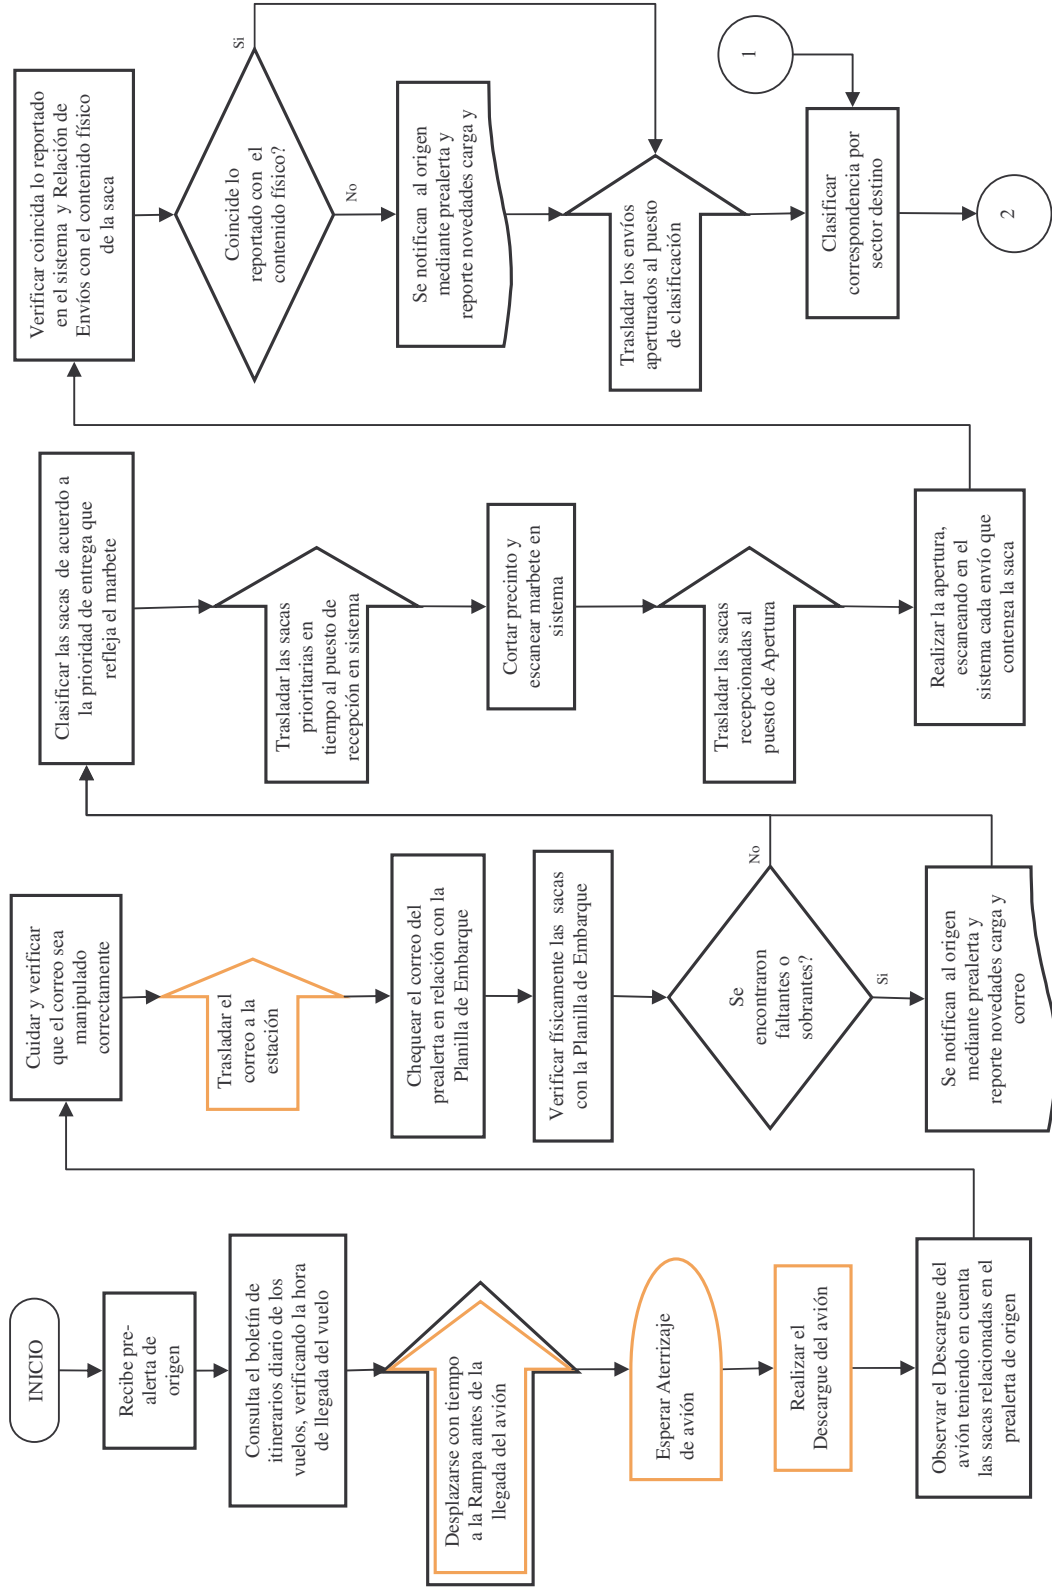 INICIO
Recibe pre-
alerta de
origen
Consulta el boletín de
itinerarios diario de los
vuelos, verificando la hora
de llegada del vuelo
Desplazarse con tiempo
a la Rampa antes de la
llegada del avión
Esperar Aterrizaje
de avión
Realizar el
Descargue del avión
Observar el Descargue del
avión teniendo en cuenta
las sacas relacionadas en el
prealerta de origen
Cuidar y verificar
que el correo sea
manipulado
correctamente
Trasladar el
correo a la
estación
Chequear el correo del
prealerta en relación con la
Planilla de Embarque
Verificar físicamente las sacas
con la Planilla de Embarque
Se
encontraron
faltantes o
sobrantes?
No
Si
Se notifican al origen
mediante prealerta y
reporte novedades carga y
correo
Clasificar las sacas de acuerdo a
la prioridad de entrega que
refleja el marbete
Trasladar las sacas
prioritarias en
tiempo al puesto de
recepción en sistema
Cortar precinto y
escanear marbete en
sistema
Trasladar las sacas
recepcionadas al
puesto de Apertura
Realizar la apertura,
escaneando en el
sistema cada envío que
contenga la saca
Verificar coincida lo reportado
en el sistema y Relación de
Envíos con el contenido físico
de la saca
Coincide lo
reportado con el
contenido físico?
Si
No
Se notifican al origen
mediante prealerta y
reporte novedades carga y
Trasladar los envíos
aperturados al puesto
de clasificación
1
Clasificar
correspondencia por
sector destino
2